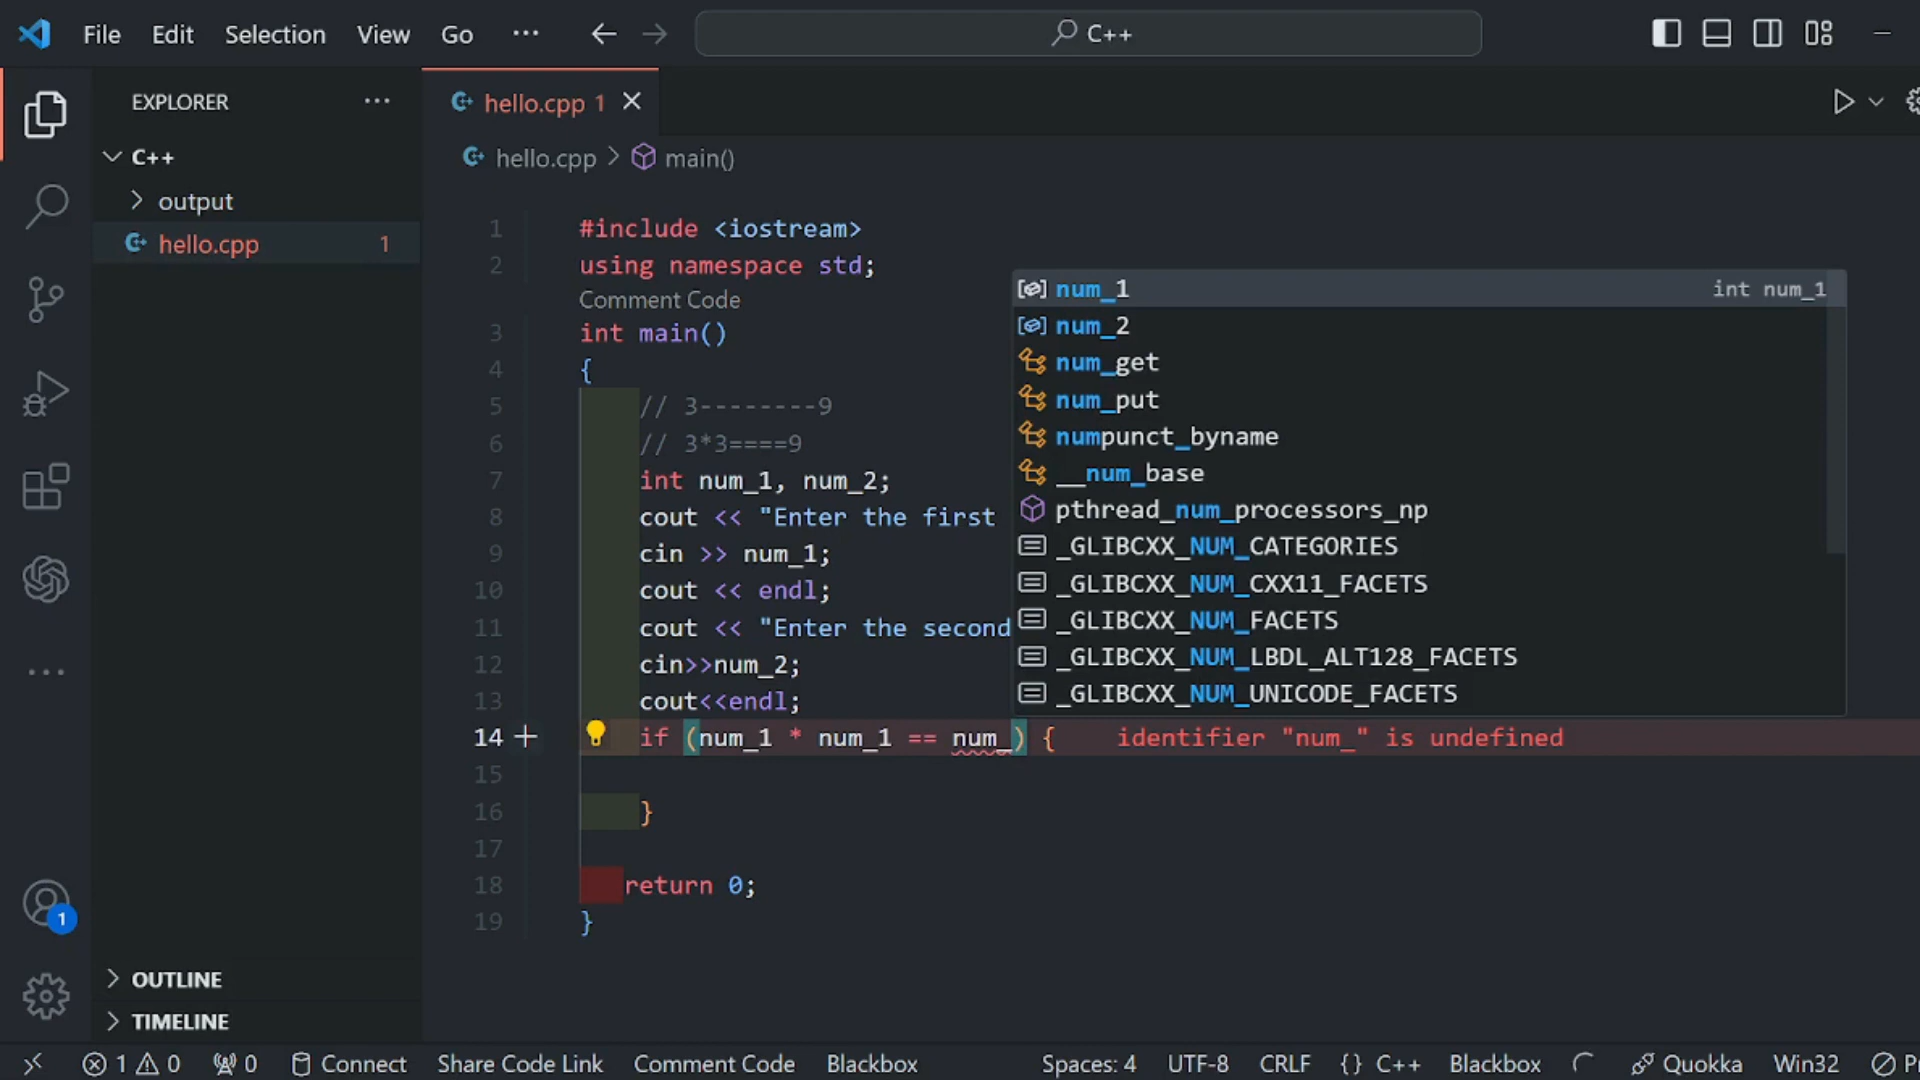 File Edit Selection View Go ··· C++
EXPLORER ···
C++
output
hello.cpp 1
OUTLINE
TIMELINE
1
hello.cpp 1
hello.cpp > main()
1 #include <iostream>
2 using namespace std;
Comment Code
3 int main()
4 {
5 // 3--------9
6 // 3*3====9
7 int num_1, num_2;
8 cout << "Enter the first
9 cin >> num_1;
10 cout << endl;
11 cout << "Enter the second
12 cin>>num_2;
13 cout<<endl;
14 if (num_1 * num_1 == num_) { identifier "num_" is undefined
15
16 }
17
18 return 0;
19 }
num_1 int num_1
num_2
num_get
num_put
numpunct_byname
__num_base
pthread_num_processors_np
_GLIBCXX_NUM_CATEGORIES
_GLIBCXX_NUM_CXX11_FACETS
_GLIBCXX_NUM_FACETS
_GLIBCXX_NUM_LBDL_ALT128_FACETS
_GLIBCXX_NUM_UNICODE_FACETS
1 0 0 Connect Share Code Link Comment Code Blackbox Spaces: 4 UTF-8 CRLF {} C++ Blackbox Quokka Win32